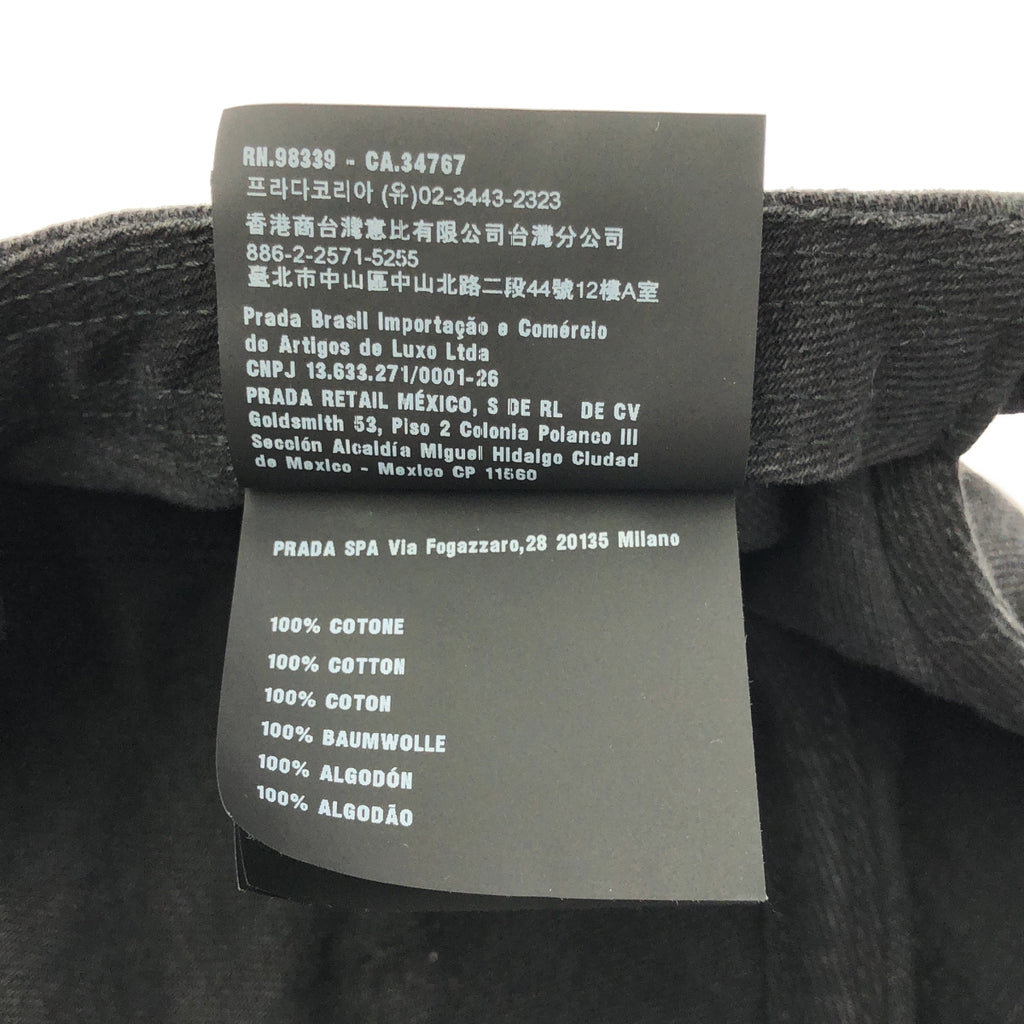 RN.98339 - CA.34767
프라다코리아 (유)02-3443-2323
香港商台灣意比有限公司台灣分公司
886-2-2571-5255
臺北市中山區中山北路二段44號12樓A室
Prada Brasil Importação e Comércio
de Artigos de Luxo Ltda
CNPJ 13.633.271/0001-26
PRADA RETAIL MÉXICO, S DE RL DE CV
Goldsmith 53, Piso 2 Colonia Polanco III
Sección Alcaldía Miguel Hidalgo Ciudad
de Mexico - Mexico CP 11560
PRADA SPA Via Fogazzaro,28 20135 Milano
100% COTONE
100% COTTON
100% COTON
100% BAUMWOLLE
100% ALGODÓN
100% ALGODÃO